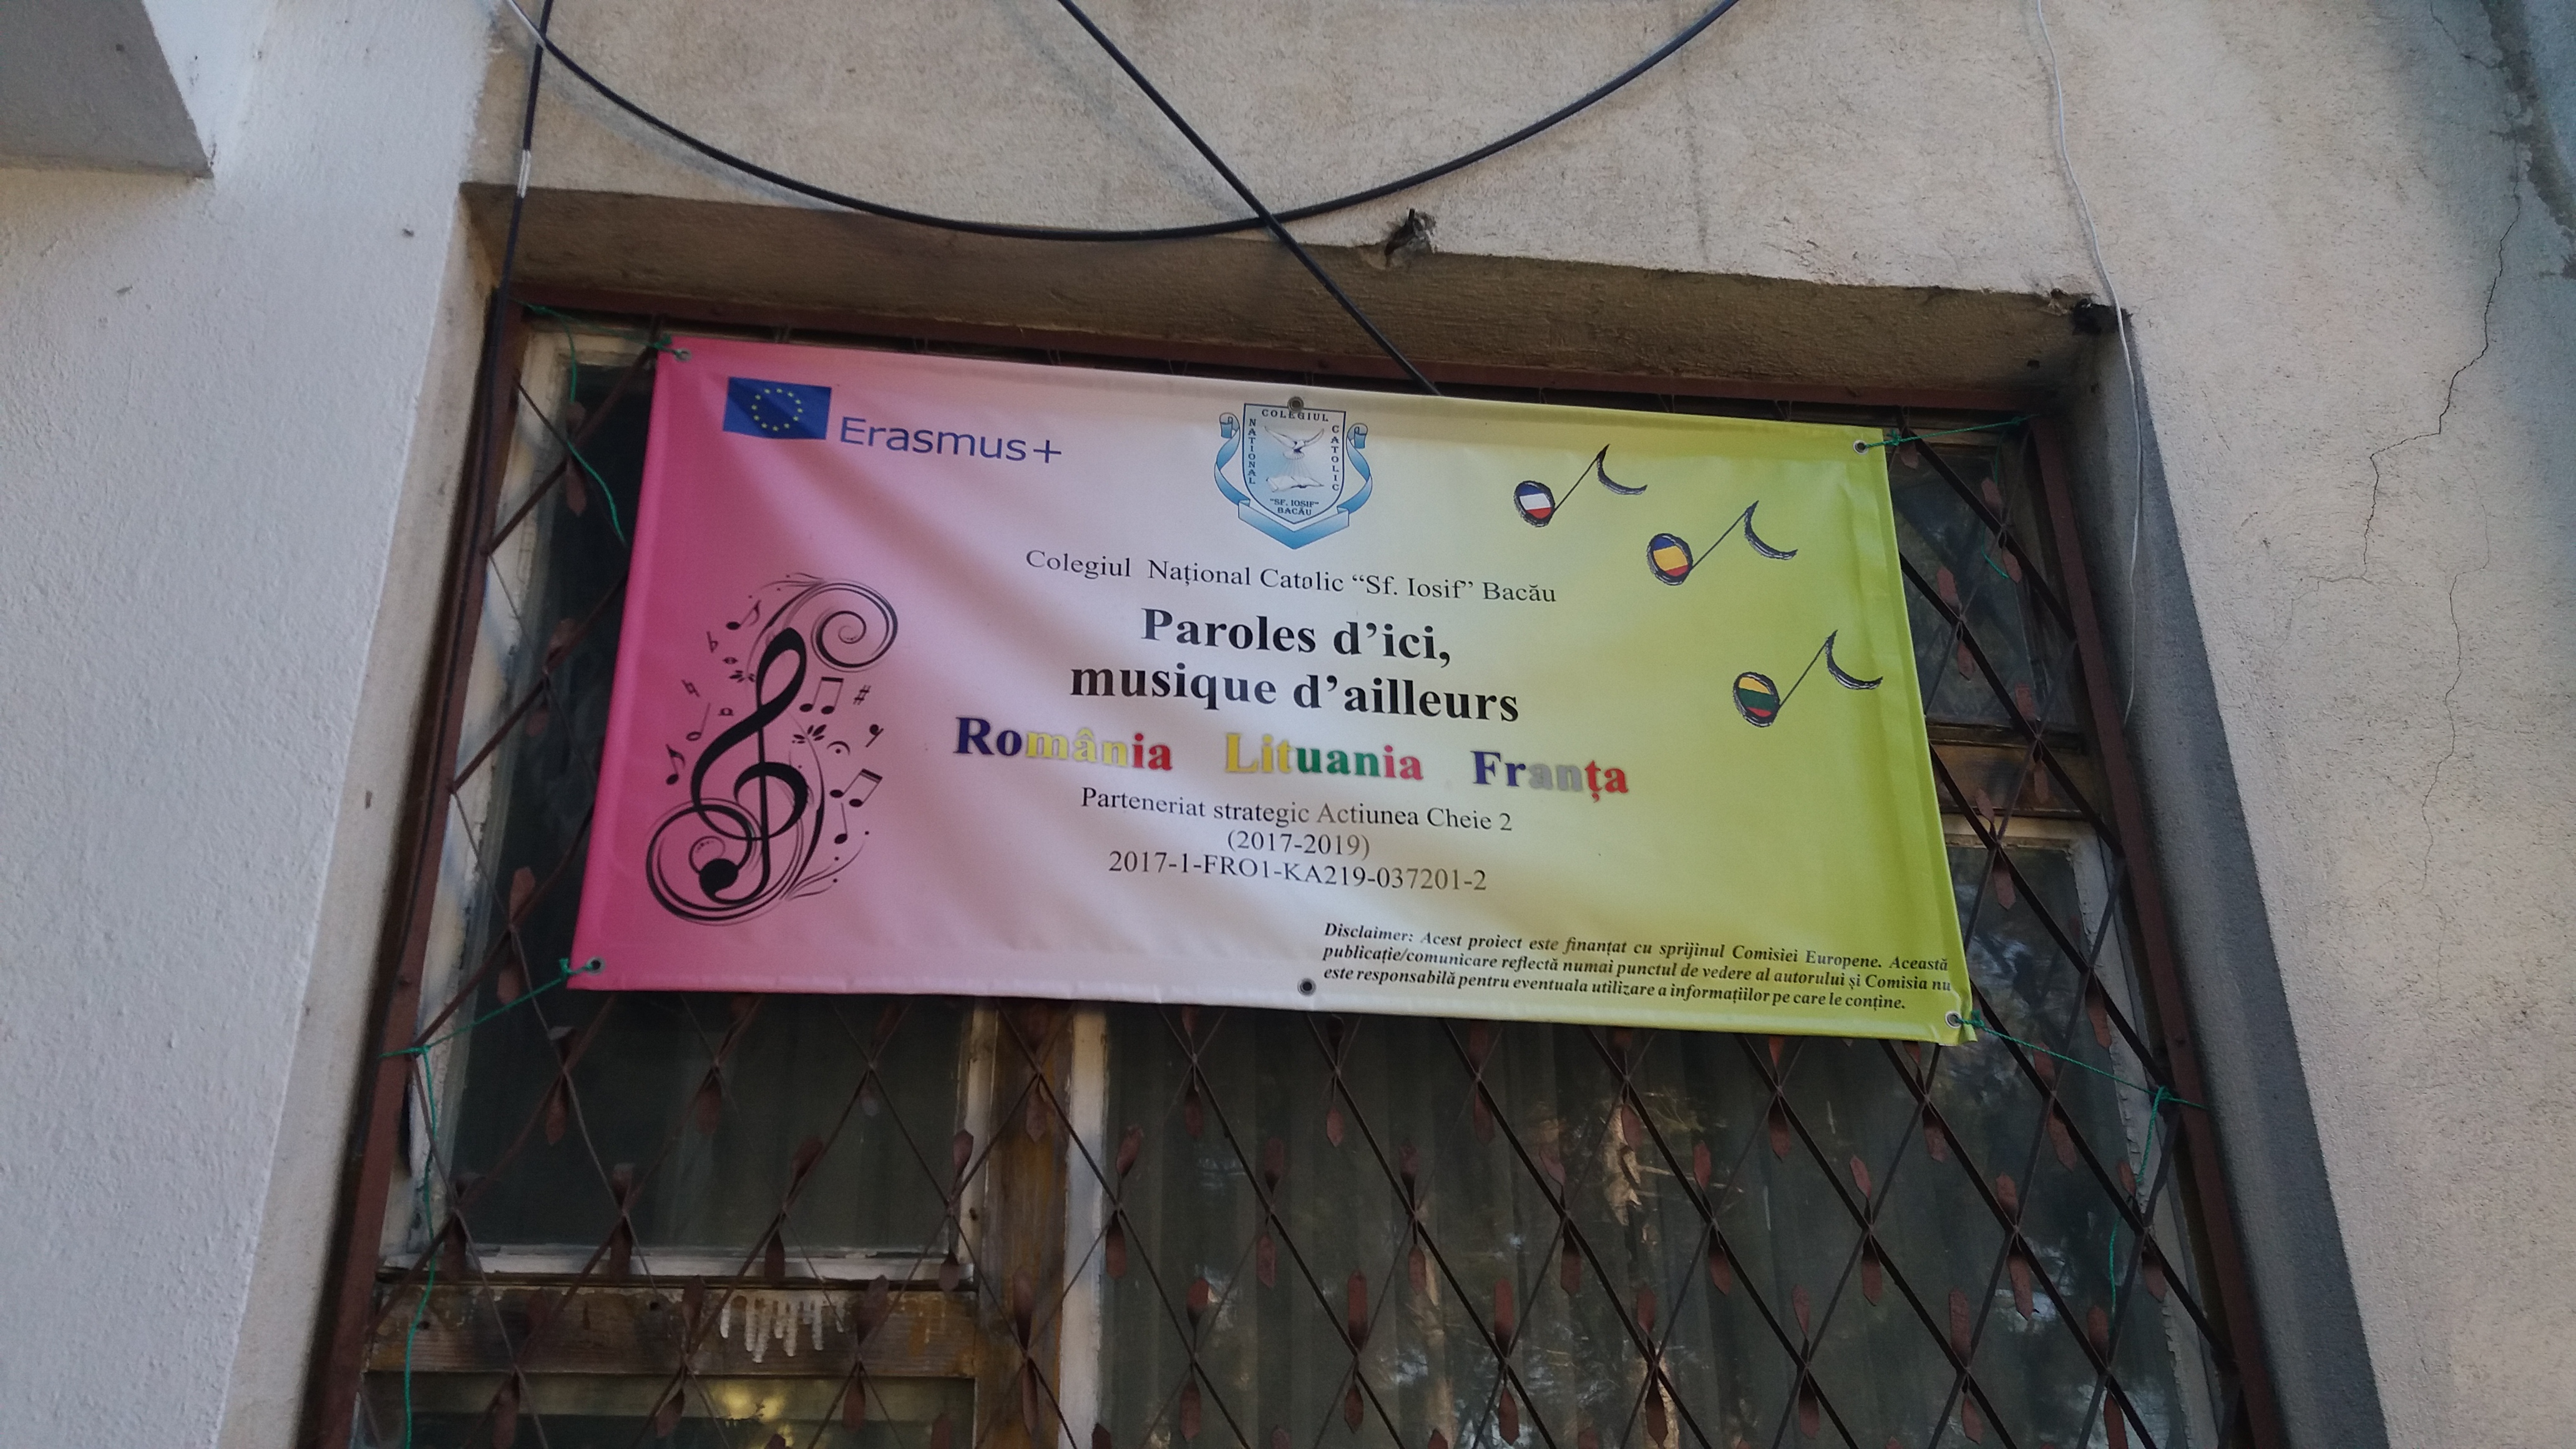 Erasmus+
COLEGIUL
NAȚIONAL
CATOLIC
"SF. IOSIF"
BACĂU
Colegiul Național Catolic “Sf. Iosif” Bacău
Paroles d’ici,
musique d’ailleurs
România Lituania Franța
Parteneriat strategic Actiunea Cheie 2
(2017-2019)
2017-1-FRO1-KA219-037201-2
Disclaimer: Acest proiect este finanțat cu sprijinul Comisiei Europene. Această
publicație/comunicare reflectă numai punctul de vedere al autorului și Comisia nu
este responsabilă pentru eventuala utilizare a informațiilor pe care le conține.